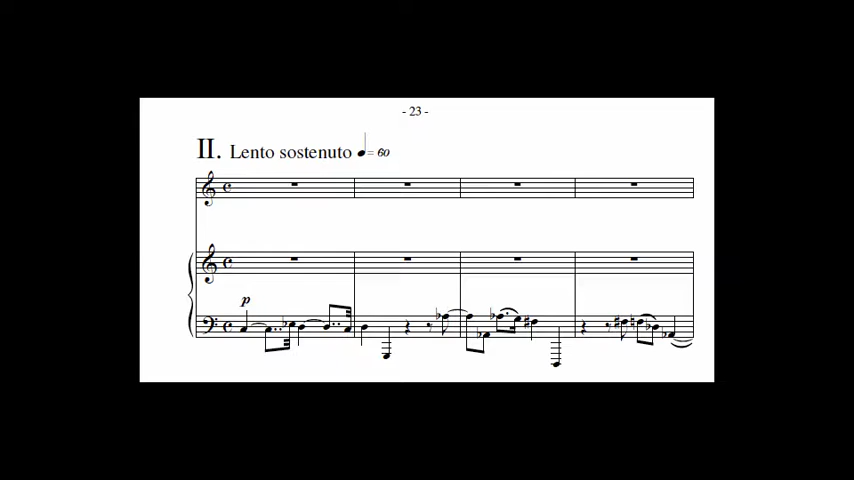 - 23 -
II. Lento sostenuto = 60
p